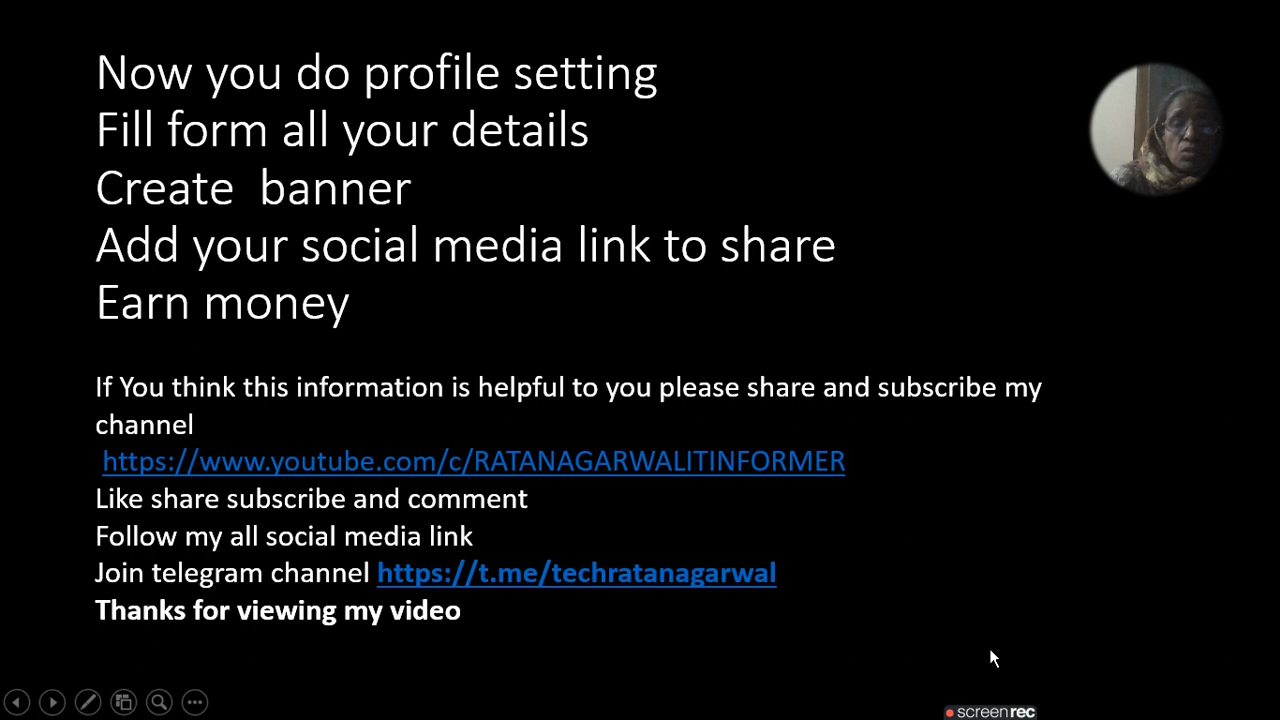 Now you do profile setting
Fill form all your details
Create  banner
Add your social media link to share
Earn money
If You think this information is helpful to you please share and subscribe my
channel
https://www.youtube.com/c/RATANAGARWALITINFORMER
Like share subscribe and comment
Follow my all social media link
Join telegram channel https://t.me/techratanagarwal
Thanks for viewing my video
screenrec